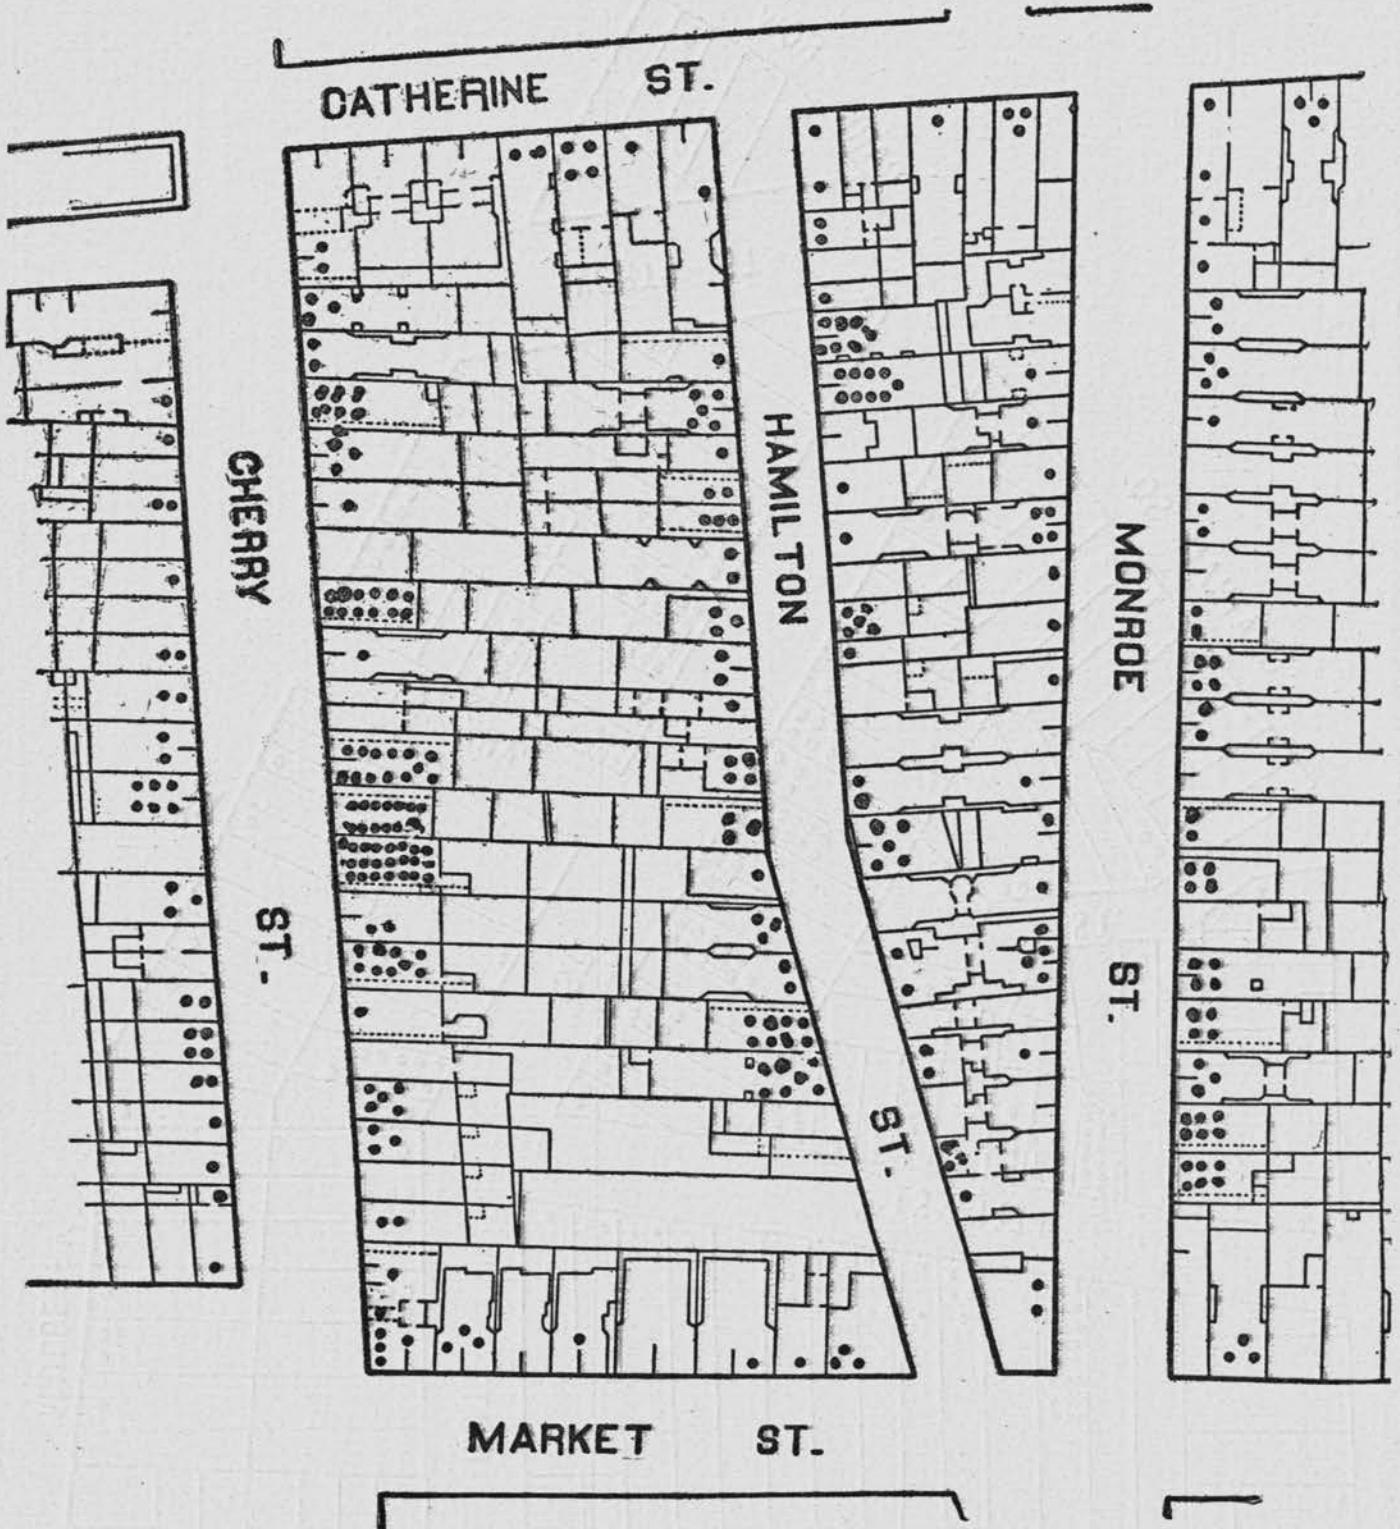 CATHERINE ST.
CHERRY ST.
HAMILTON ST.
MONROE ST.
MARKET ST.